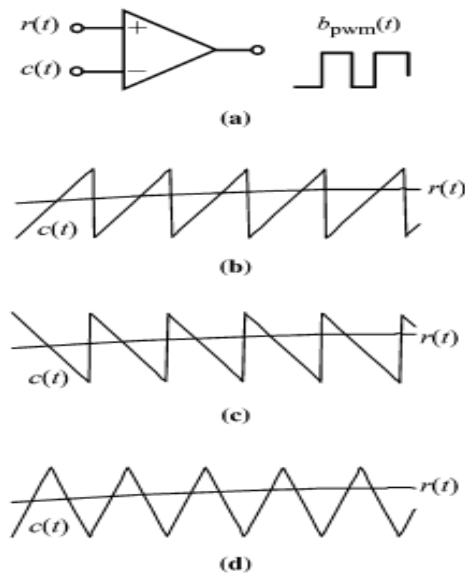 r(t) + b_pwm(t)
c(t) −
(a)
r(t)
c(t)
(b)
r(t)
c(t)
(c)
r(t)
c(t)
(d)